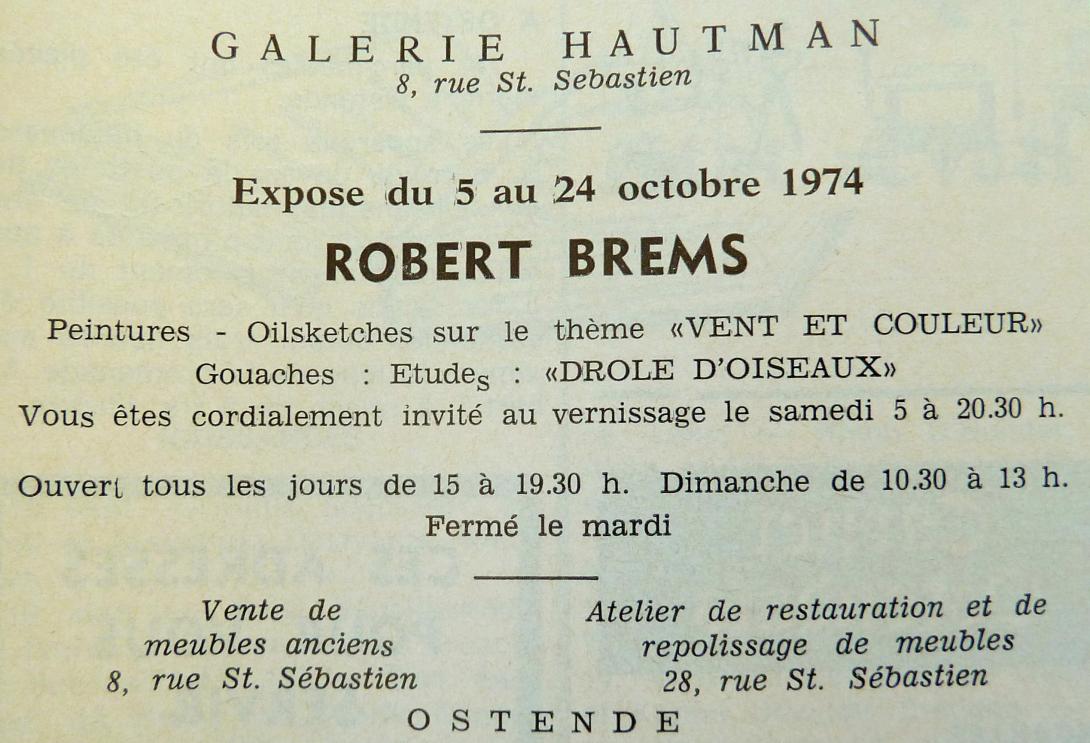 GALERIE HAUTMAN
8, rue St. Sebastien
Expose du 5 au 24 octobre 1974
ROBERT BREMS
Peintures - Oilsketches sur le thème «VENT ET COULEUR»
Gouaches : Etudes : «DROLE D'OISEAUX»
Vous êtes cordialement invité au vernissage le samedi 5 à 20.30 h.
Ouvert tous les jours de 15 à 19.30 h. Dimanche de 10.30 à 13 h.
Fermé le mardi
Vente de
meubles anciens
8, rue St. Sébastien
Atelier de restauration et de
repolissage de meubles
28, rue St. Sébastien
OSTENDE